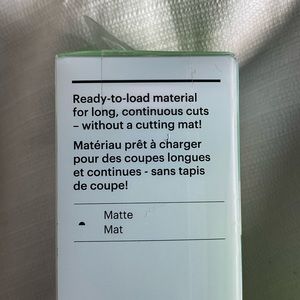 Ready-to-load material
for long, continuous cuts
– without a cutting mat!
Matériau prêt à charger
pour des coupes longues
et continues - sans tapis
de coupe!
Matte
Mat